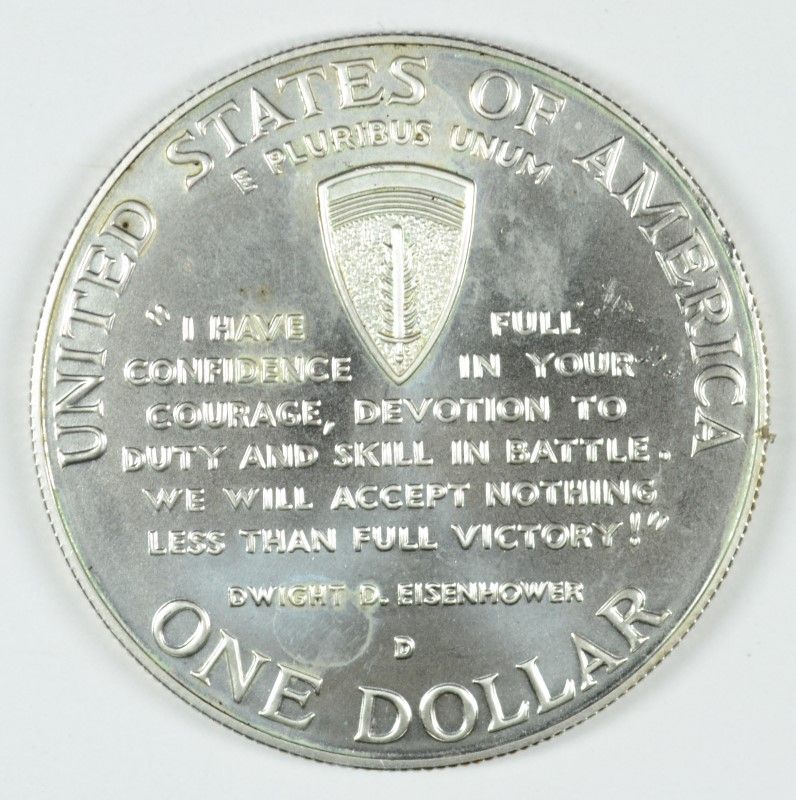 UNITED STATES OF AMERICA
E PLURIBUS UNUM
"I HAVE FULL
CONFIDENCE IN YOUR
COURAGE, DEVOTION TO
DUTY AND SKILL IN BATTLE.
WE WILL ACCEPT NOTHING
LESS THAN FULL VICTORY!"
DWIGHT D. EISENHOWER
D
ONE DOLLAR